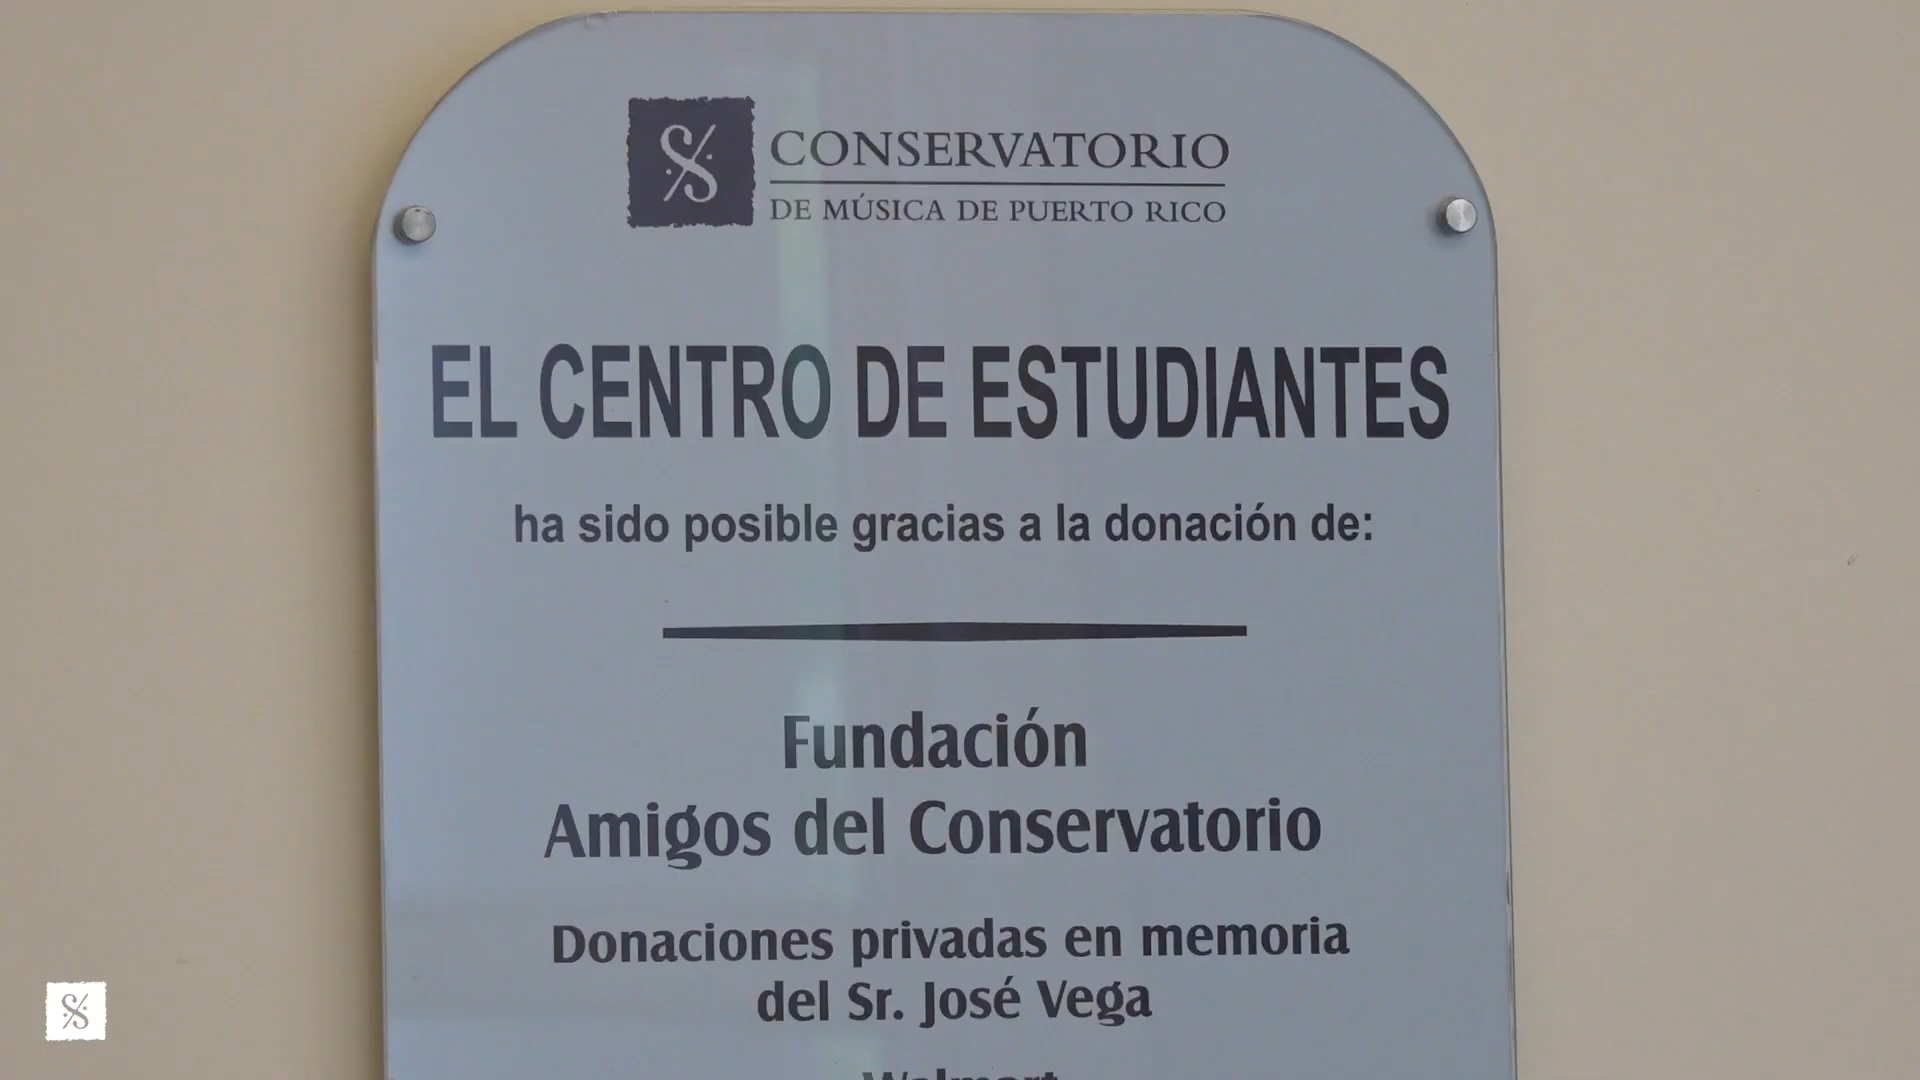 CONSERVATORIO
DE MÚSICA DE PUERTO RICO
EL CENTRO DE ESTUDIANTES
ha sido posible gracias a la donación de:
Fundación
Amigos del Conservatorio
Donaciones privadas en memoria
del Sr. José Vega
Walmart